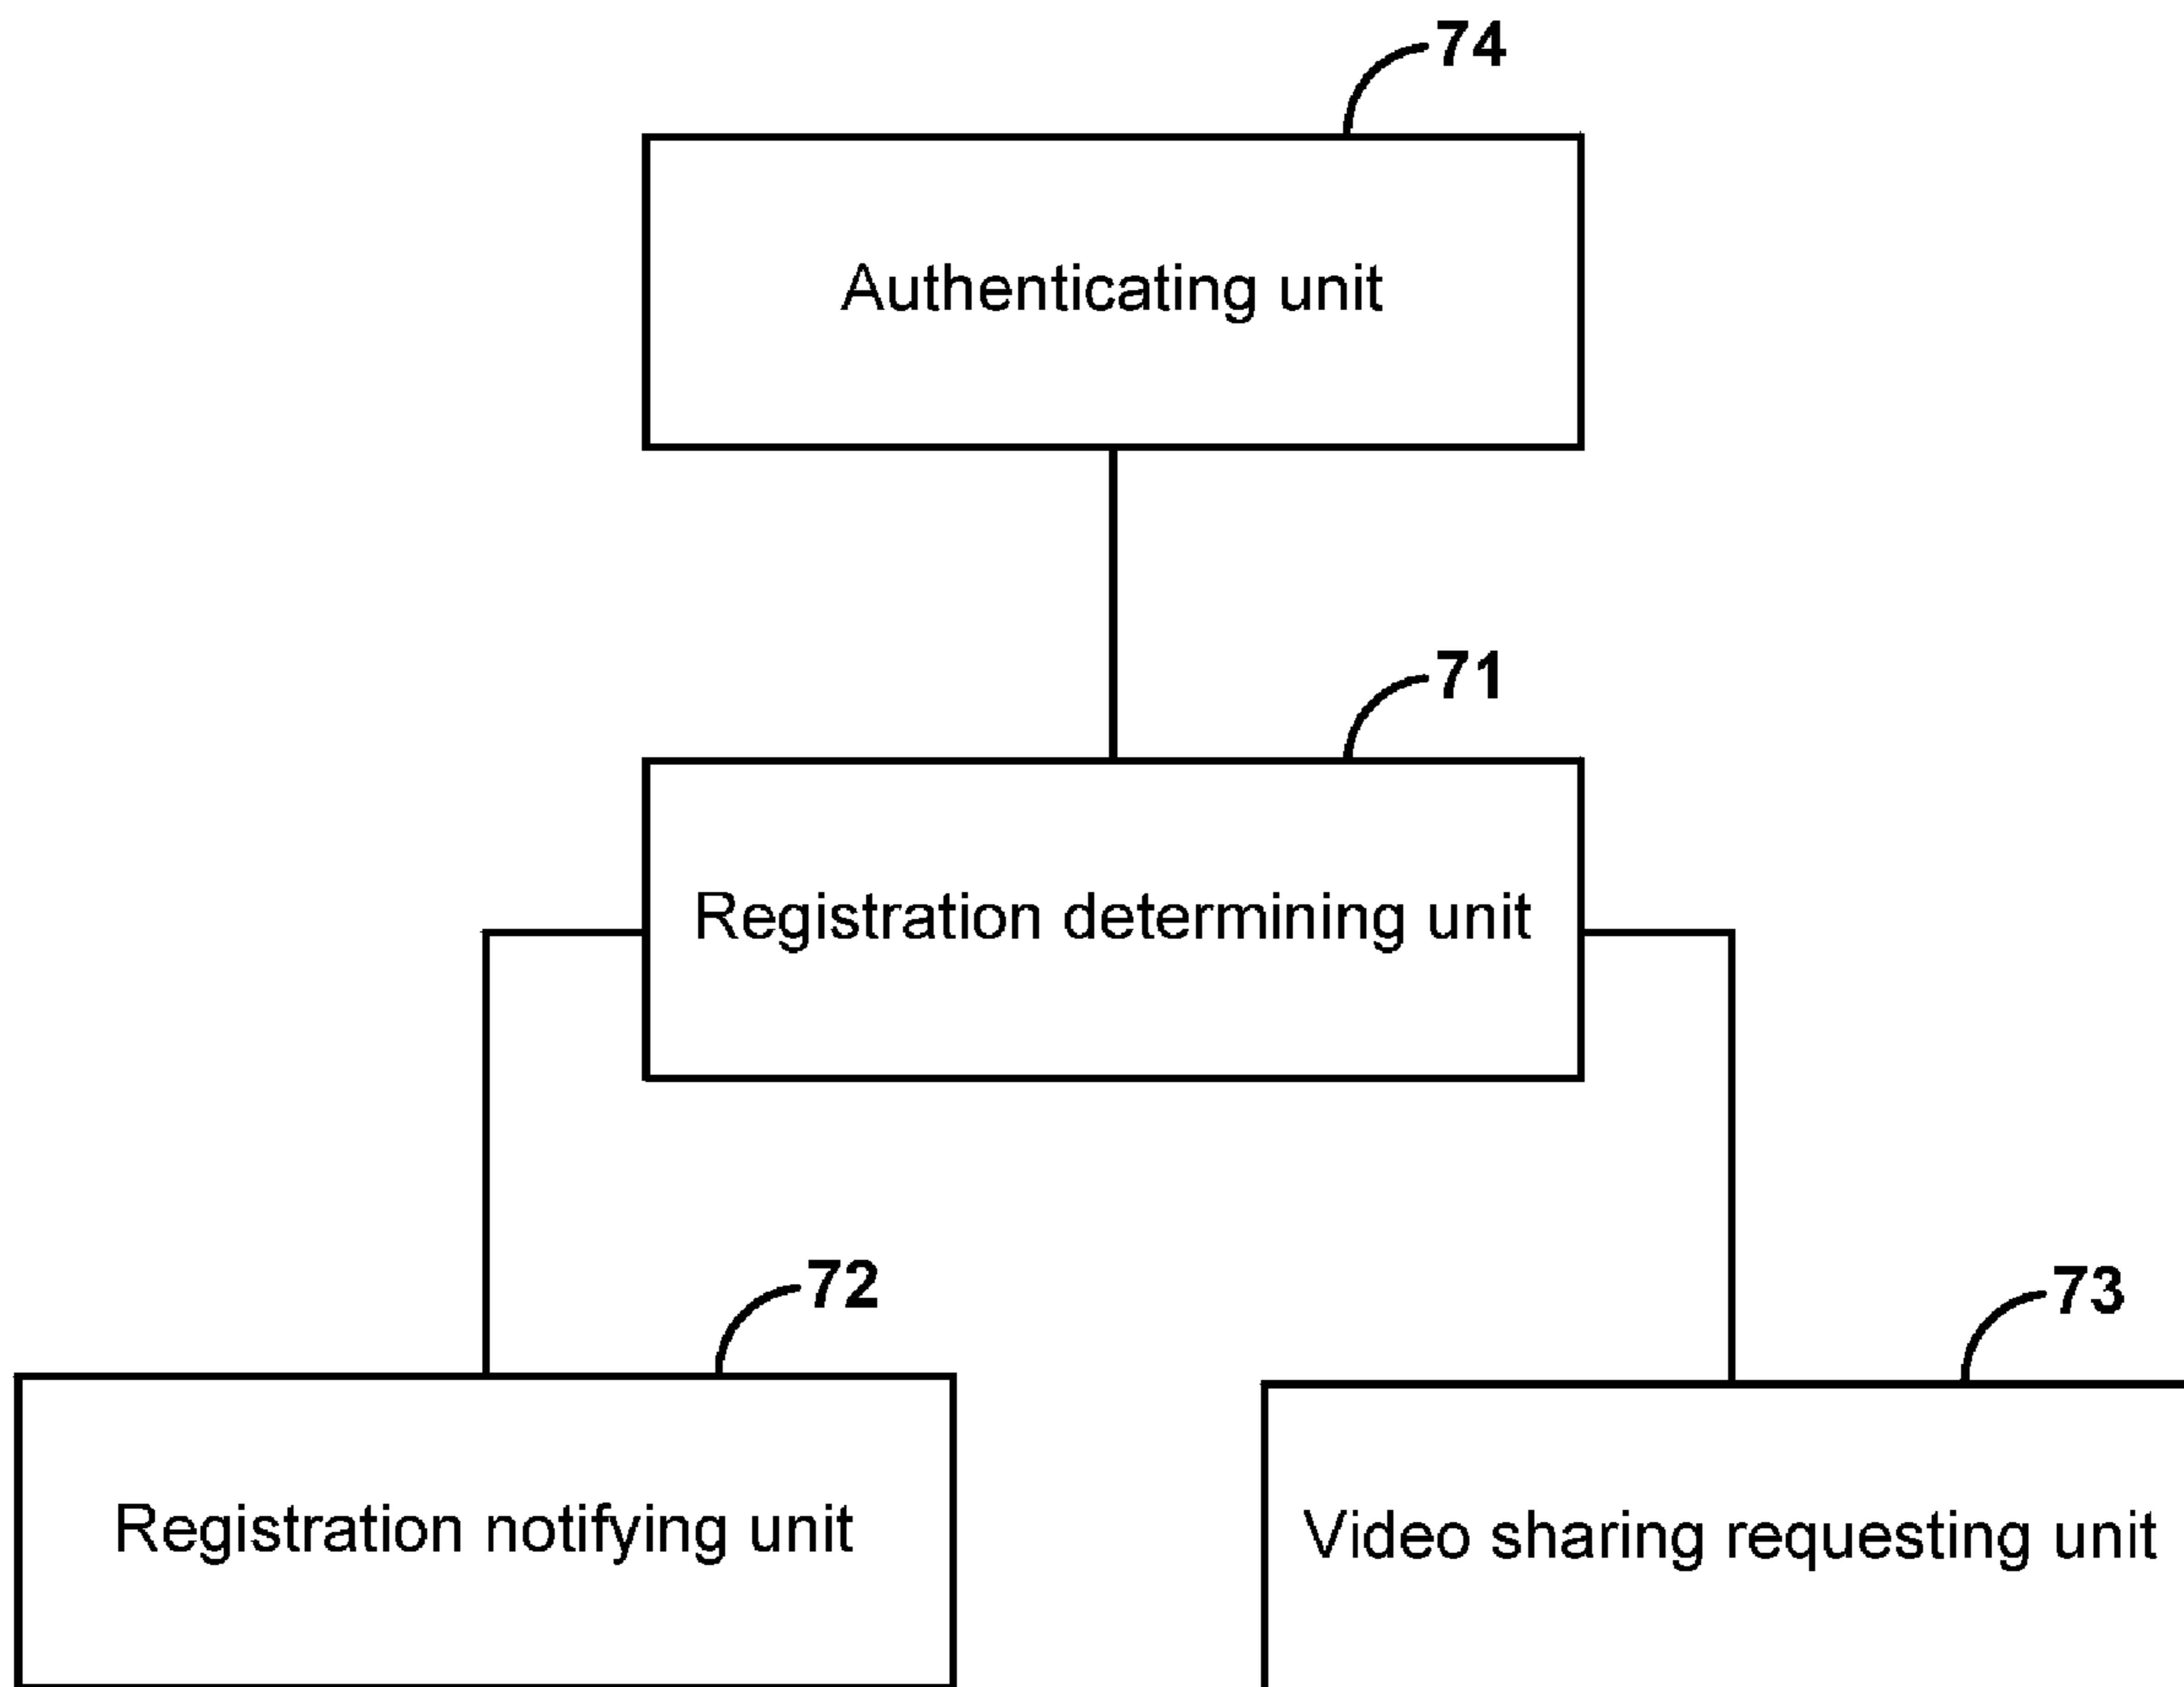 74
Authenticating unit
71
Registration determining unit
72
Registration notifying unit
73
Video sharing requesting unit